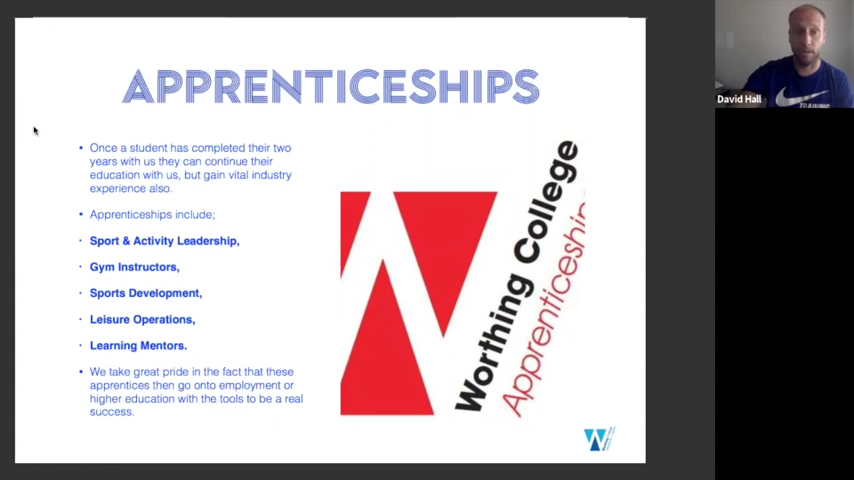 APPRENTICESHIPS
• Once a student has completed their two
years with us they can continue their
education with us, but gain vital industry
experience also.
• Apprenticeships include;
· Sport & Activity Leadership,
· Gym Instructors,
· Sports Development,
· Leisure Operations,
· Learning Mentors.
• We take great pride in the fact that these
apprentices then go onto employment or
higher education with the tools to be a real
success.
Worthing College
Apprenticeship
David Hall